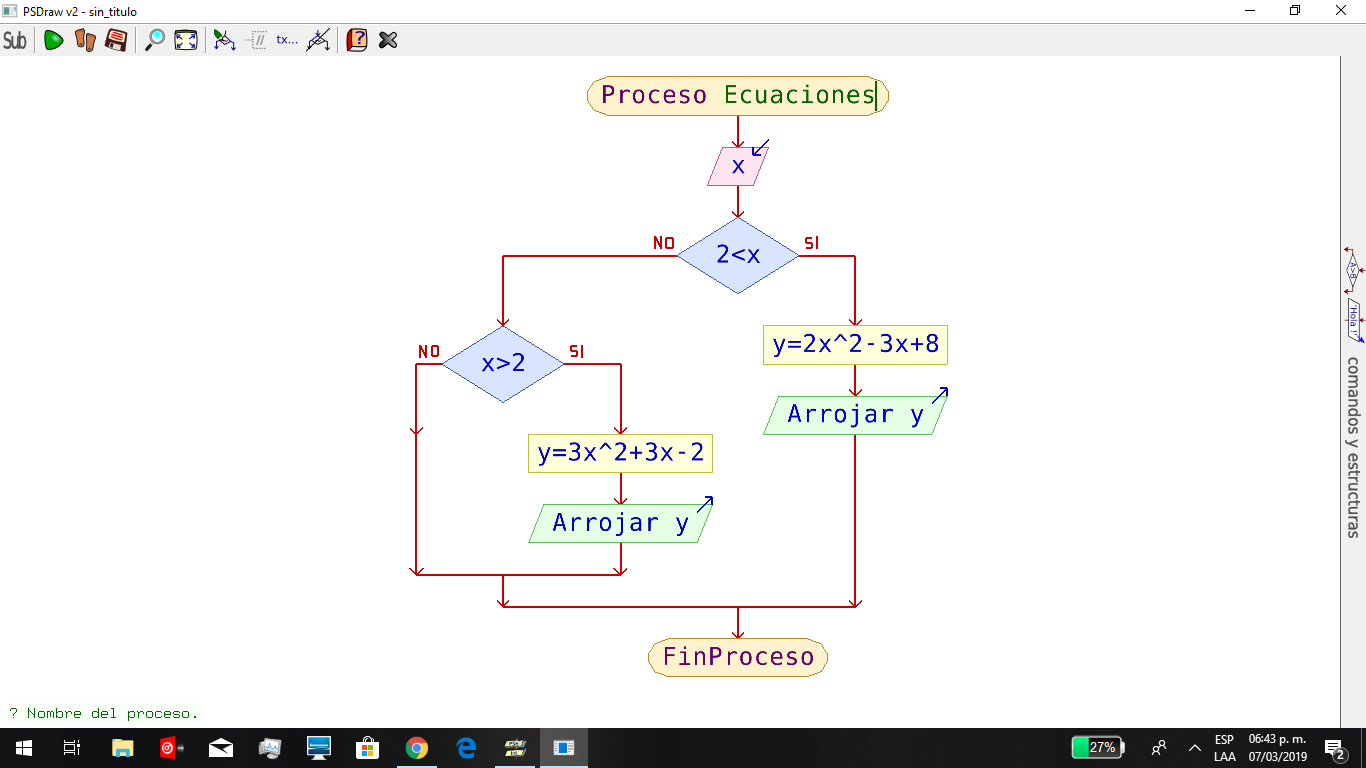 PSDraw v2 - sin_titulo
Sub
tx...
Proceso Ecuaciones
x
NO
2<x
SI
NO
x>2
SI
y=2x^2-3x+8
Arrojar y
y=3x^2+3x-2
Arrojar y
FinProceso
A>B
'Hola !'
comandos y estructuras
? Nombre del proceso.
27%
ESP
LAA
06:43 p. m.
07/03/2019
2